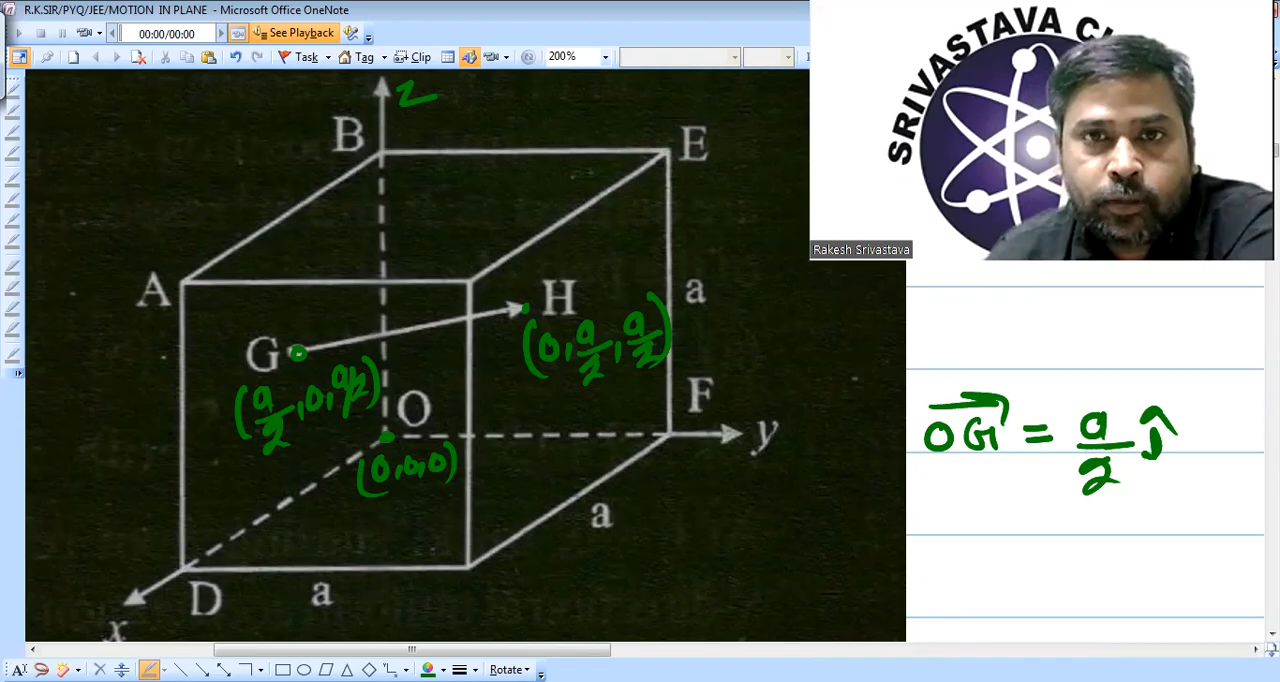 R.K.SIR/PYQ/JEE/MOTION IN PLANE - Microsoft Office OneNote
00:00/00:00
See Playback
Task
Tag
Clip
200%
SRIVASTAVA CL
Rakesh Srivastava
z
B
E
A
H
a
G
(0, a/2, a/2)
(a/2, 0, a/2)
O
F
y
(0,0,0)
a
D
a
x
OG⃗ = a/2 ĵ
A
Rotate